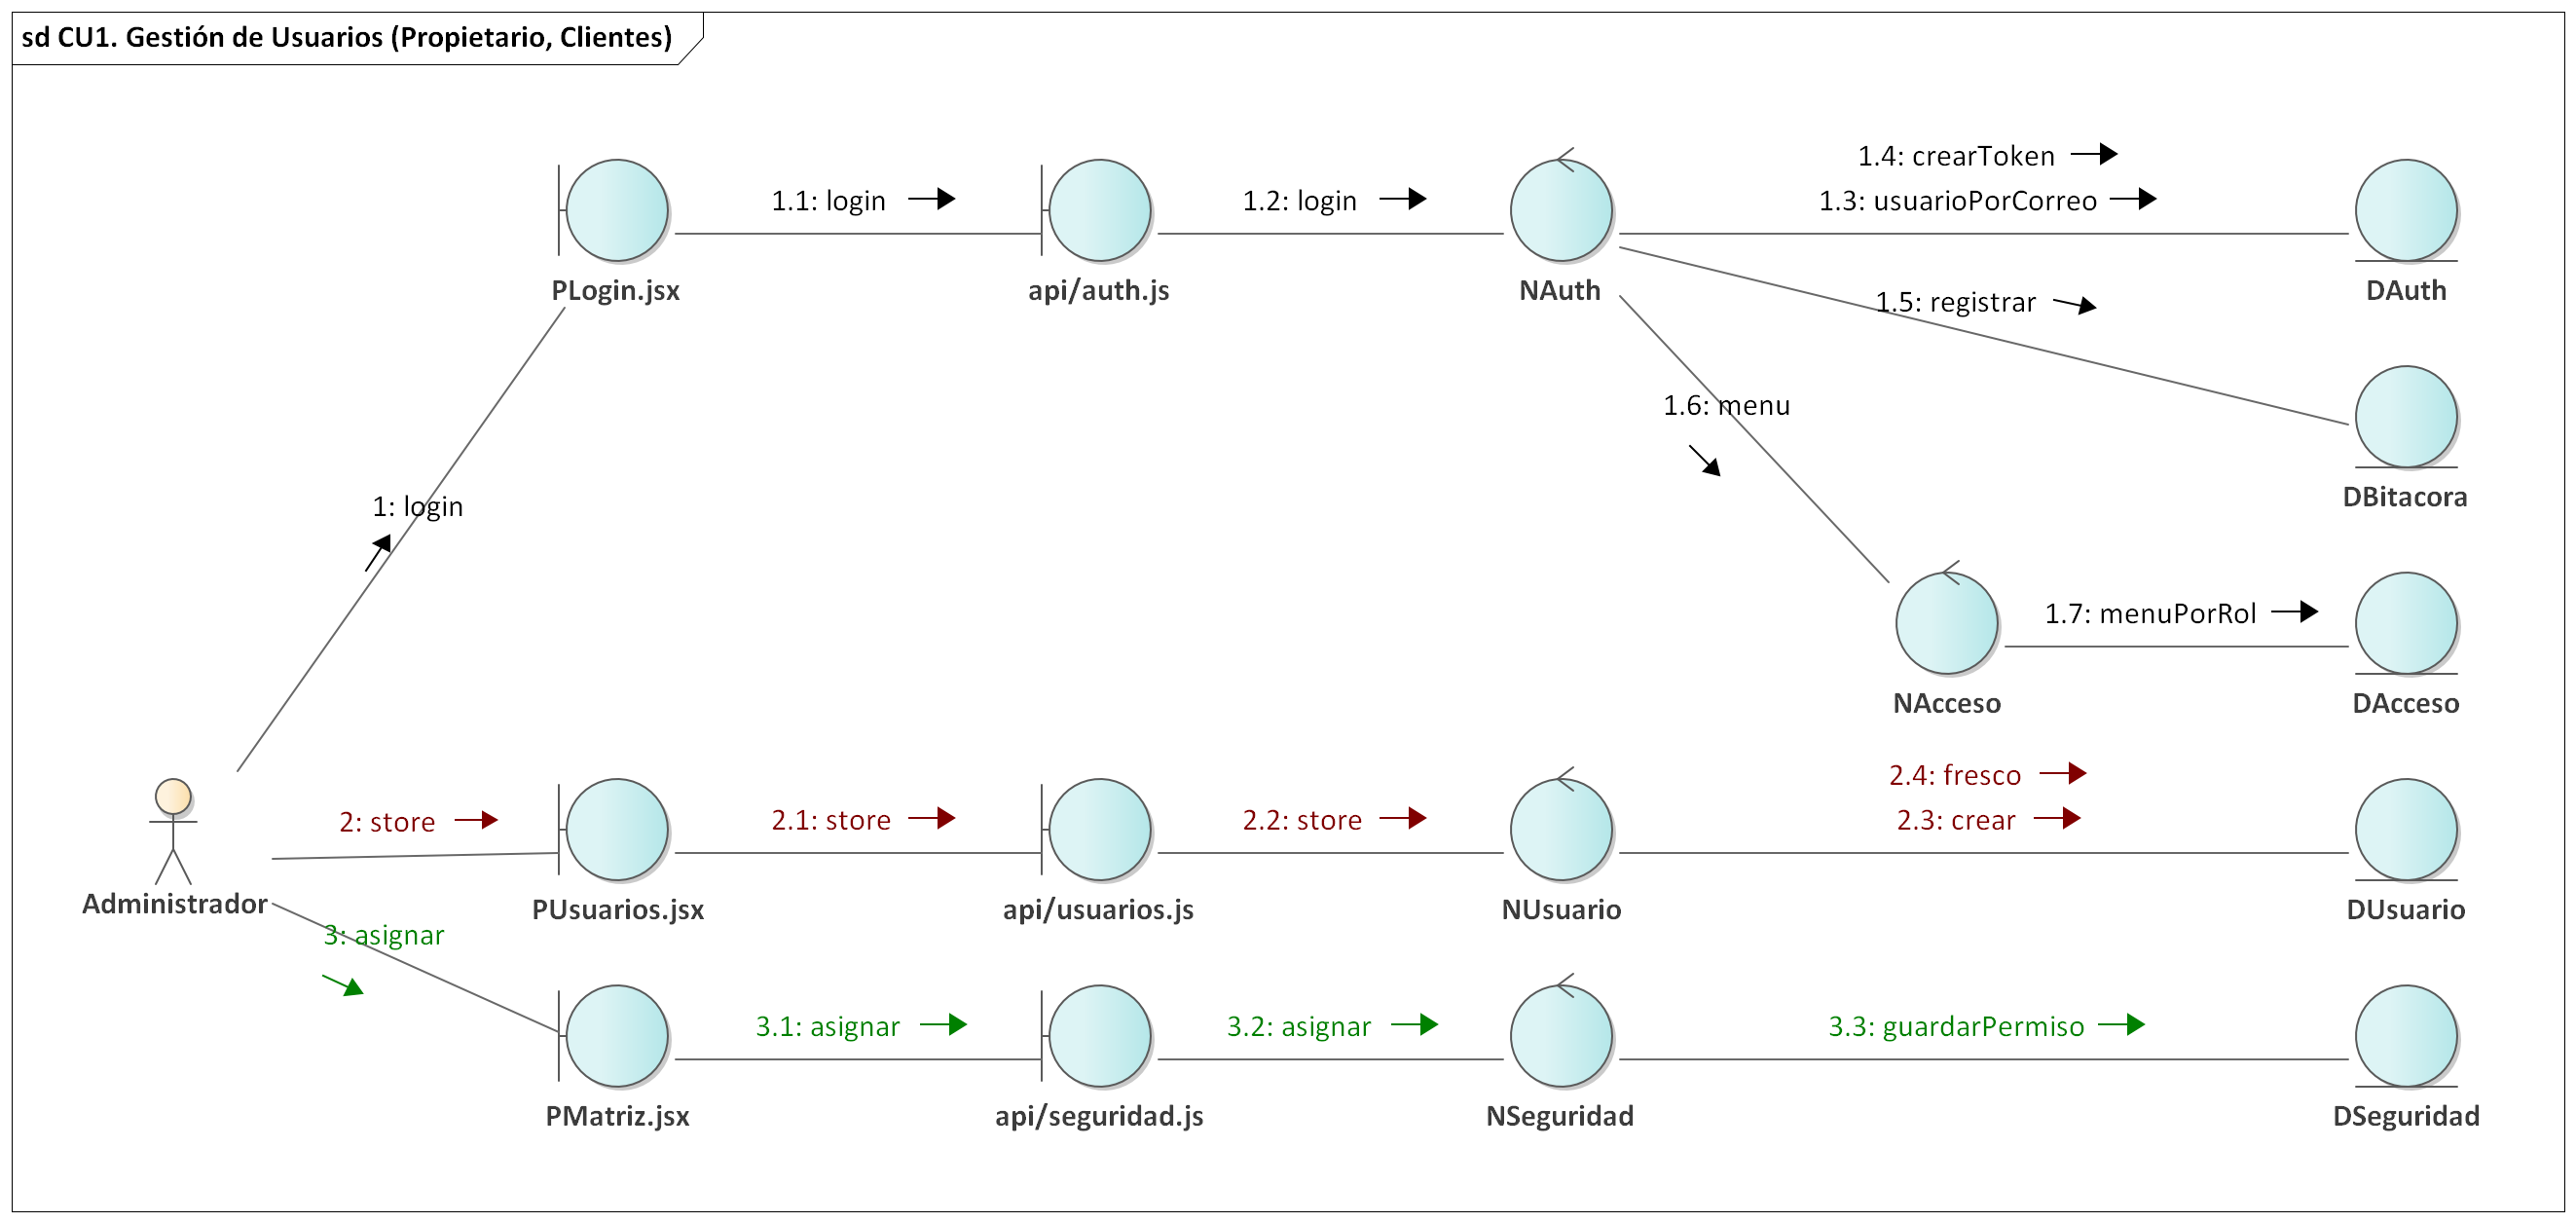 sd CU1. Gestión de Usuarios (Propietario, Clientes)
1.4: crearToken
1.1: login
1.2: login
1.3: usuarioPorCorreo
PLogin.jsx
api/auth.js
NAuth
DAuth
1.5: registrar
1.6: menu
DBitacora
1: login
1.7: menuPorRol
NAcceso
DAcceso
2.4: fresco
2: store
2.1: store
2.2: store
2.3: crear
Administrador
PUsuarios.jsx
api/usuarios.js
NUsuario
DUsuario
3: asignar
3.1: asignar
3.2: asignar
3.3: guardarPermiso
PMatriz.jsx
api/seguridad.js
NSeguridad
DSeguridad